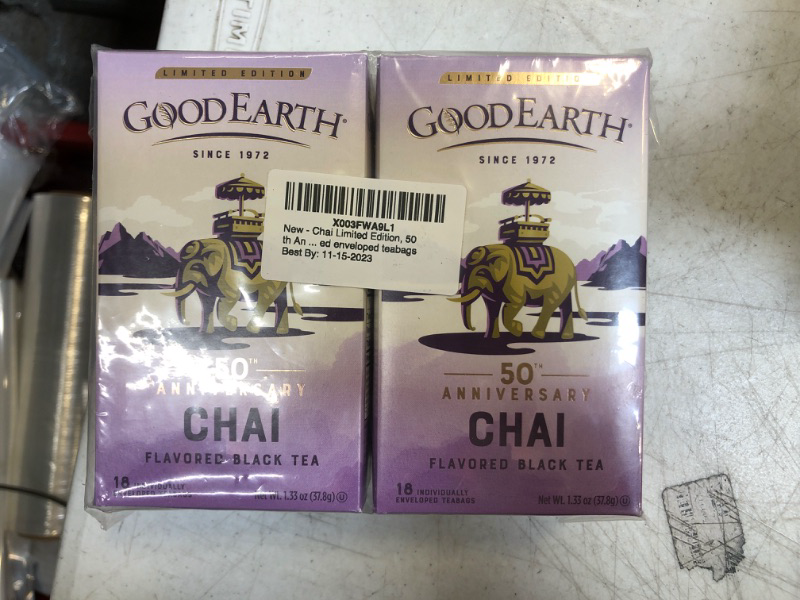 LIMITED EDITION
GOOD EARTH®
SINCE 1972
50TH
ANNIVERSARY
CHAI
FLAVORED BLACK TEA
18 INDIVIDUALLY
ENVELOPED TEABAGS
Net Wt. 1.33 oz (37.8g) U
X003FWA9L1
New - Chai Limited Edition, 50
th An ... ed enveloped teabags
Best By: 11-15-2023
LIMITED EDITION
GOOD EARTH®
SINCE 1972
50TH
ANNIVERSARY
CHAI
FLAVORED BLACK TEA
18 INDIVIDUALLY
ENVELOPED TEABAGS
Net Wt. 1.33 oz (37.8g) U